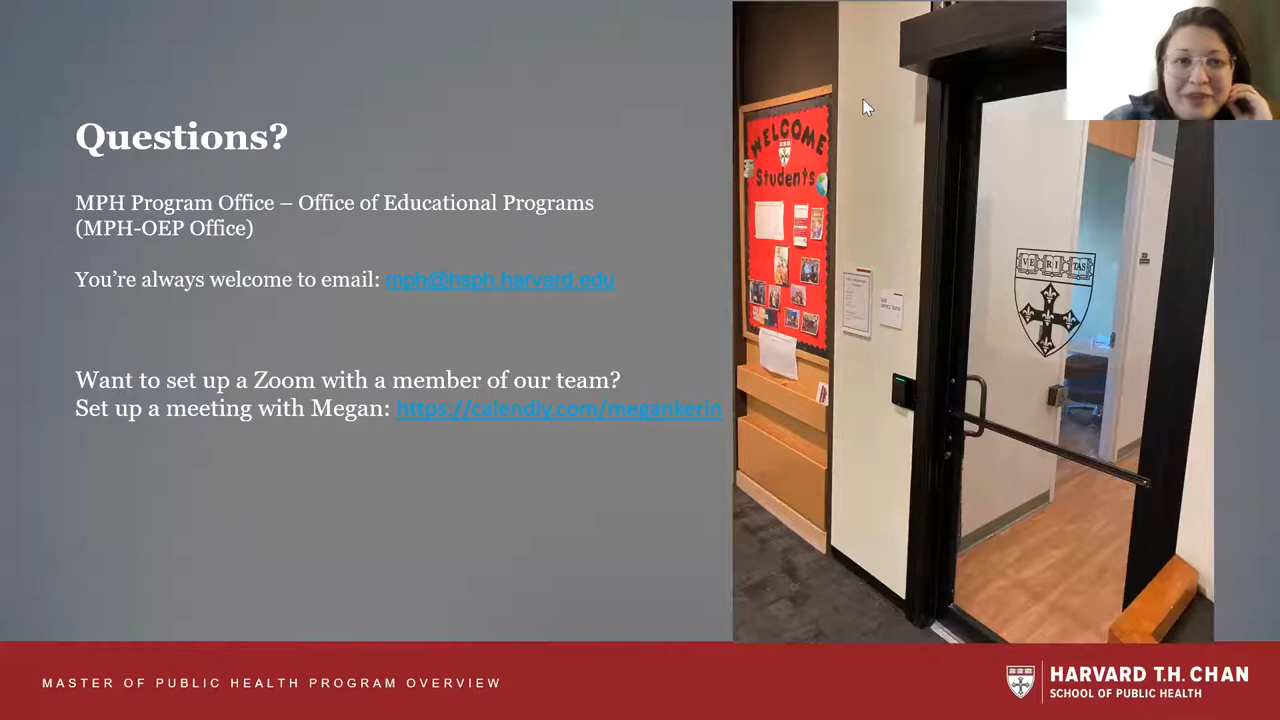 Questions?
MPH Program Office – Office of Educational Programs
(MPH-OEP Office)
You’re always welcome to email: mph@hsph.harvard.edu
Want to set up a Zoom with a member of our team?
Set up a meeting with Megan: https://calendly.com/megankerin
WELCOME
Students
VE RI TAS
MASTER OF PUBLIC HEALTH PROGRAM OVERVIEW
HARVARD T.H. CHAN
SCHOOL OF PUBLIC HEALTH